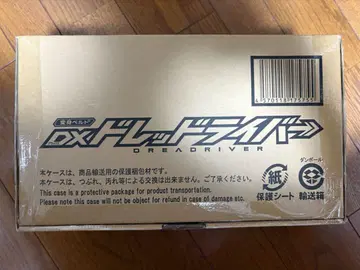 変身ベルト
DXドレッドライバー
DREADRIVER
本ケースは、商品輸送用の保護梱包材です。
本ケースは、つぶれ、汚れ等による交換は出来ません。ご了承ください。
This case is a protective package for product transportation.
Please note this case will not be object for refund in case of damage etc.
紙
保護シート
ダンボール
輸送箱